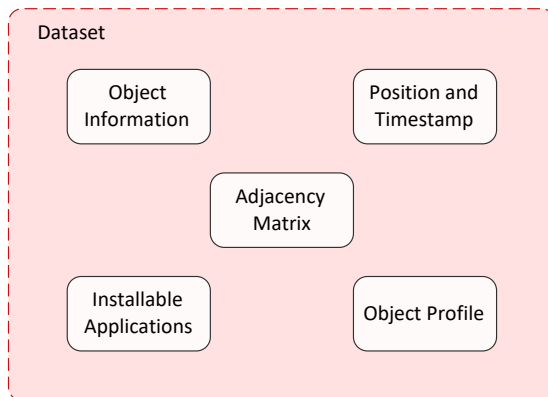 Dataset
Object
Information
Position and
Timestamp
Adjacency
Matrix
Installable
Applications
Object Profile